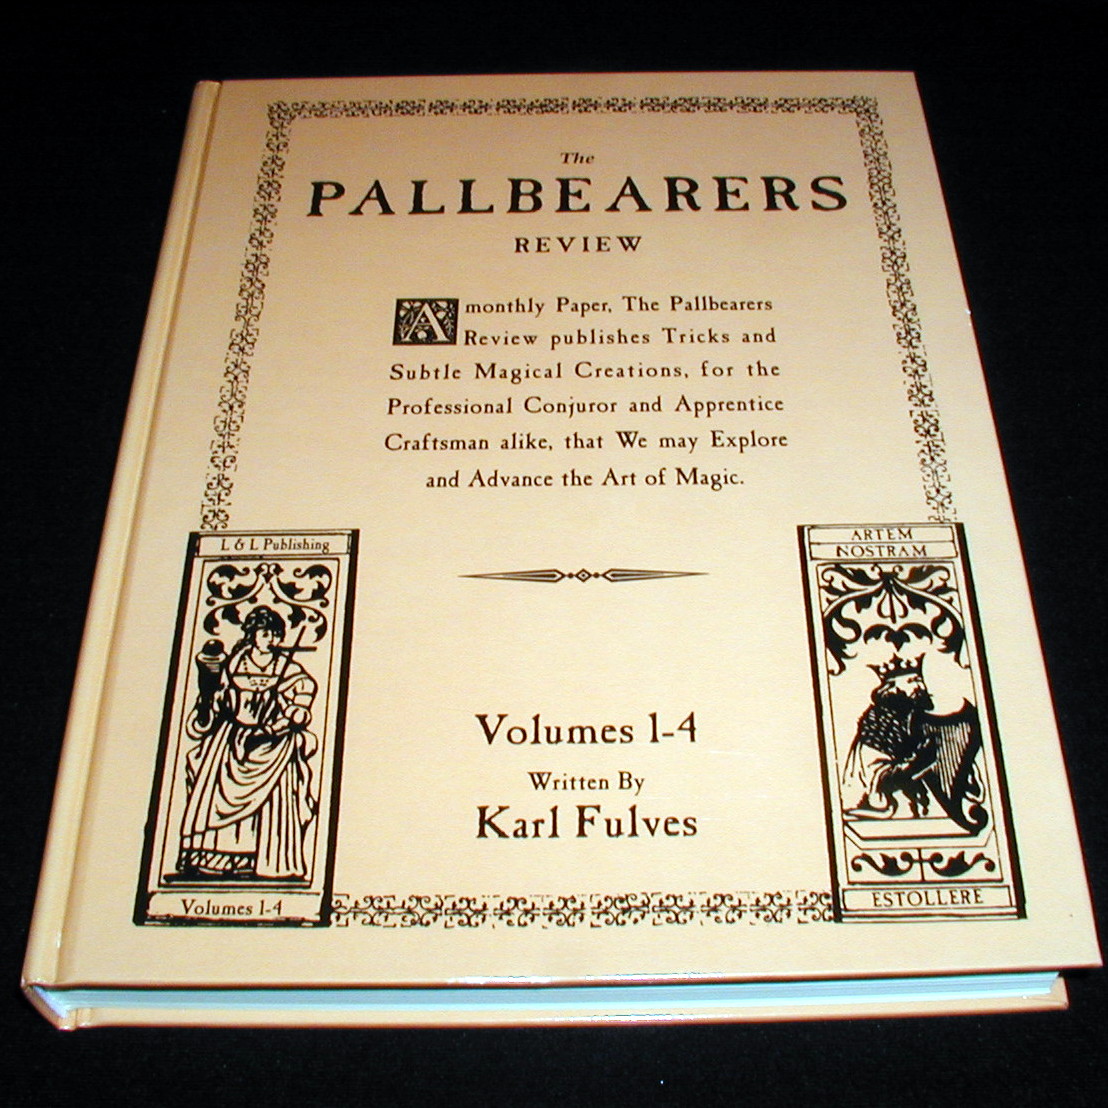 The
PALLBEARERS
REVIEW
A monthly Paper, The Pallbearers
Review publishes Tricks and
Subtle Magical Creations, for the
Professional Conjuror and Apprentice
Craftsman alike, that We may Explore
and Advance the Art of Magic.
L & L Publishing
ARTEM
NOSTRAM
Volumes 1-4
Written By
Karl Fulves
Volumes 1-4
ESTOLLERE